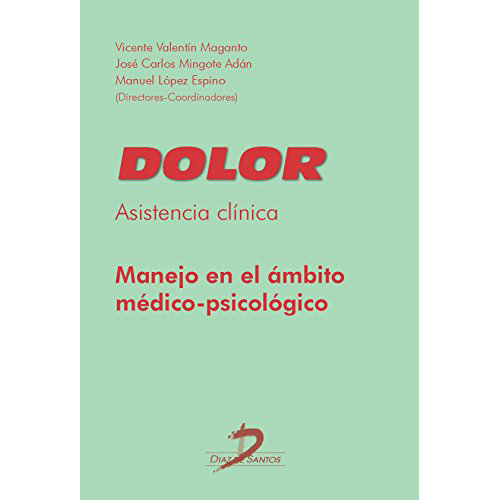 Vicente Valentín Maganto
José Carlos Mingote Adán
Manuel López Espino
(Directores-Coordinadores)
DOLOR
Asistencia clínica
Manejo en el ámbito
médico-psicológico
DIAZ DE SANTOS